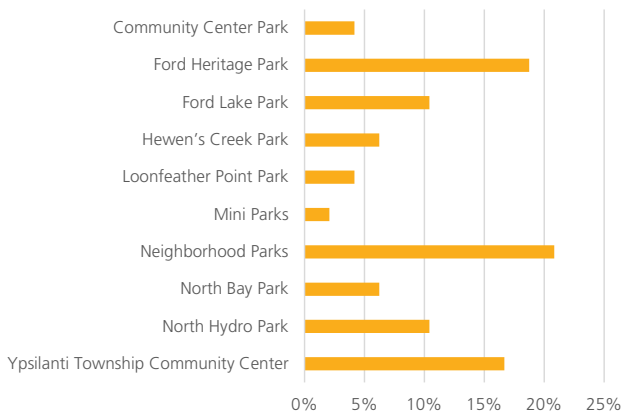 Community Center Park
Ford Heritage Park
Ford Lake Park
Hewen’s Creek Park
Loonfeather Point Park
Mini Parks
Neighborhood Parks
North Bay Park
North Hydro Park
Ypsilanti Township Community Center
0% 5% 10% 15% 20% 25%